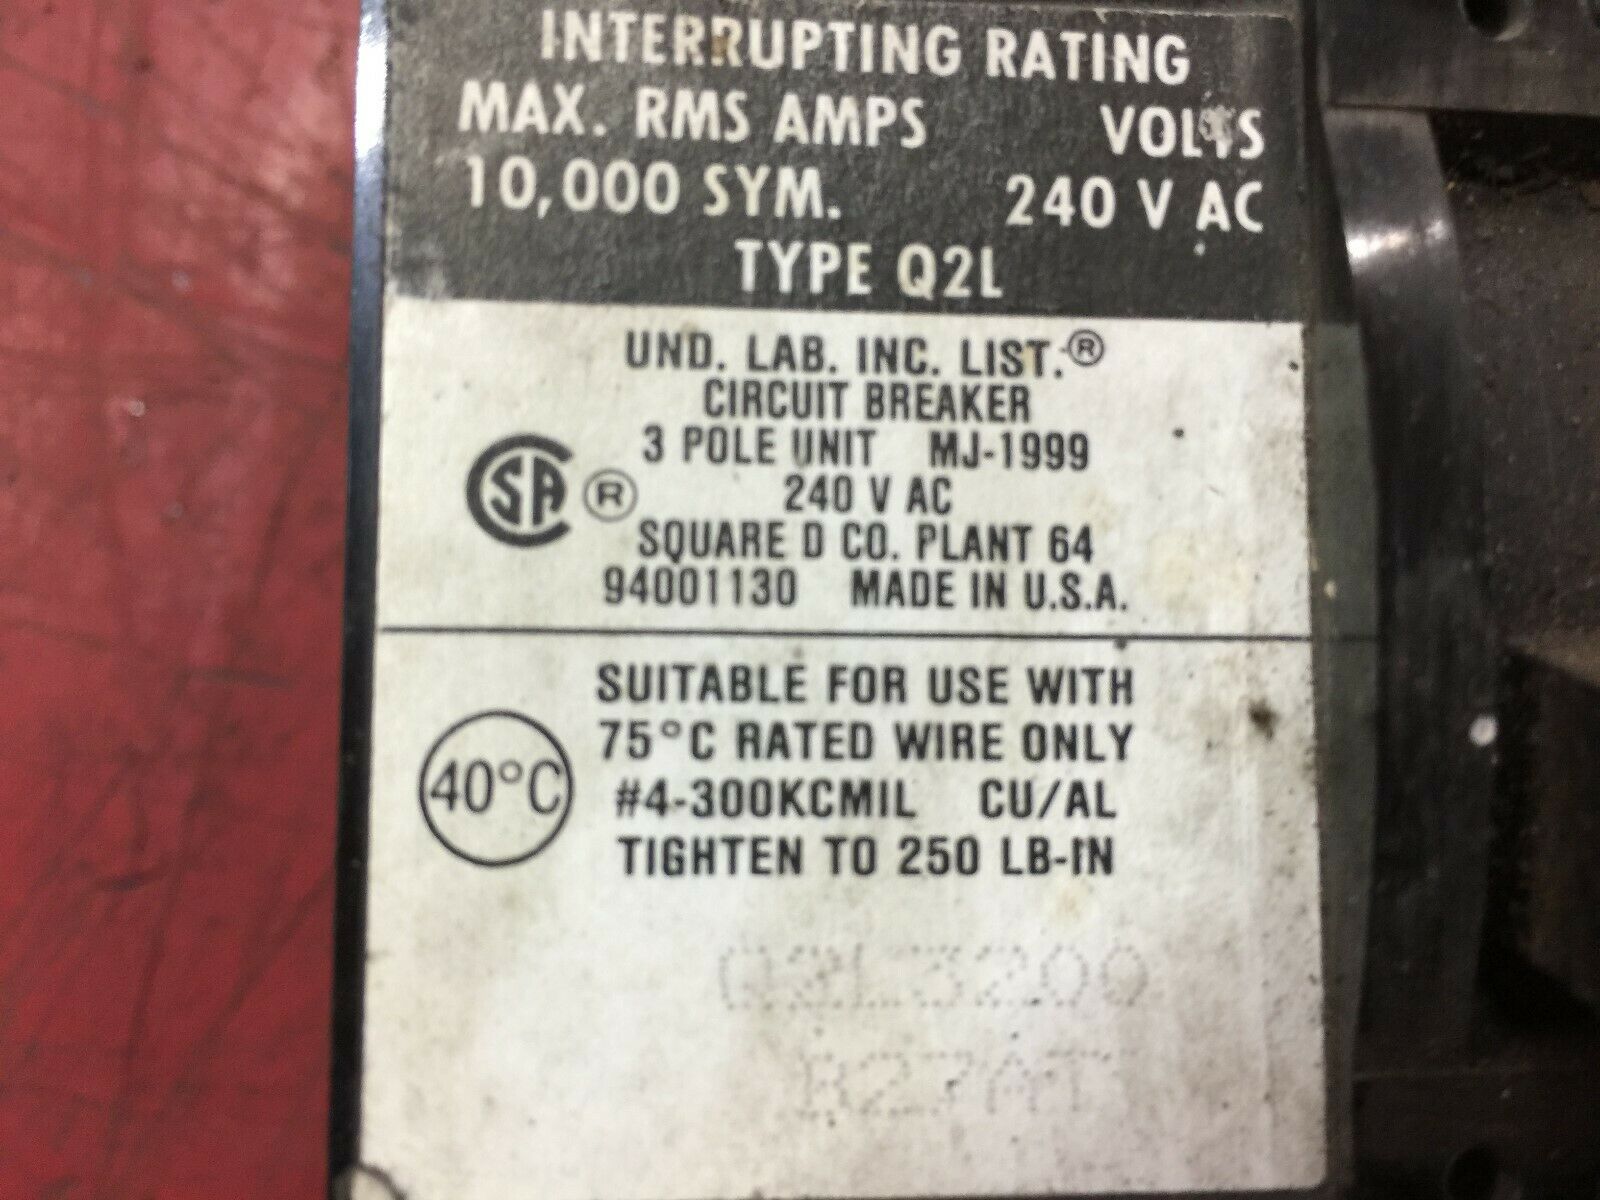 INTERRUPTING RATING
MAX. RMS AMPS VOLTS
10,000 SYM. 240 V AC
TYPE Q2L
UND. LAB. INC. LIST.®
CIRCUIT BREAKER
3 POLE UNIT MJ-1999
CSA ® 240 V AC
SQUARE D CO. PLANT 64
94001130 MADE IN U.S.A.
SUITABLE FOR USE WITH
75°C RATED WIRE ONLY
40°C #4-300KCMIL CU/AL
TIGHTEN TO 250 LB-IN
Q2L3200